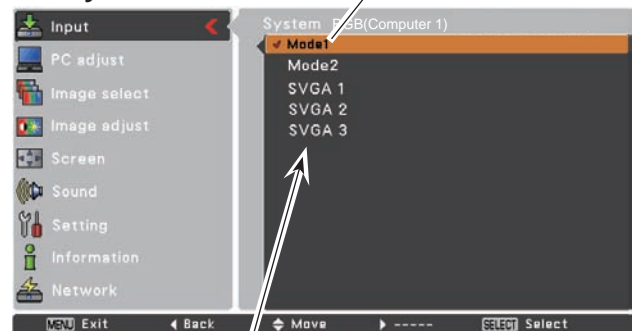 Input
PC adjust
Image select
Image adjust
Screen
Sound
Setting
Information
Network
System RGB(Computer 1)
Mode1
Mode2
SVGA 1
SVGA 2
SVGA 3
MENU Exit
Back
Move
-----
SELECT Select